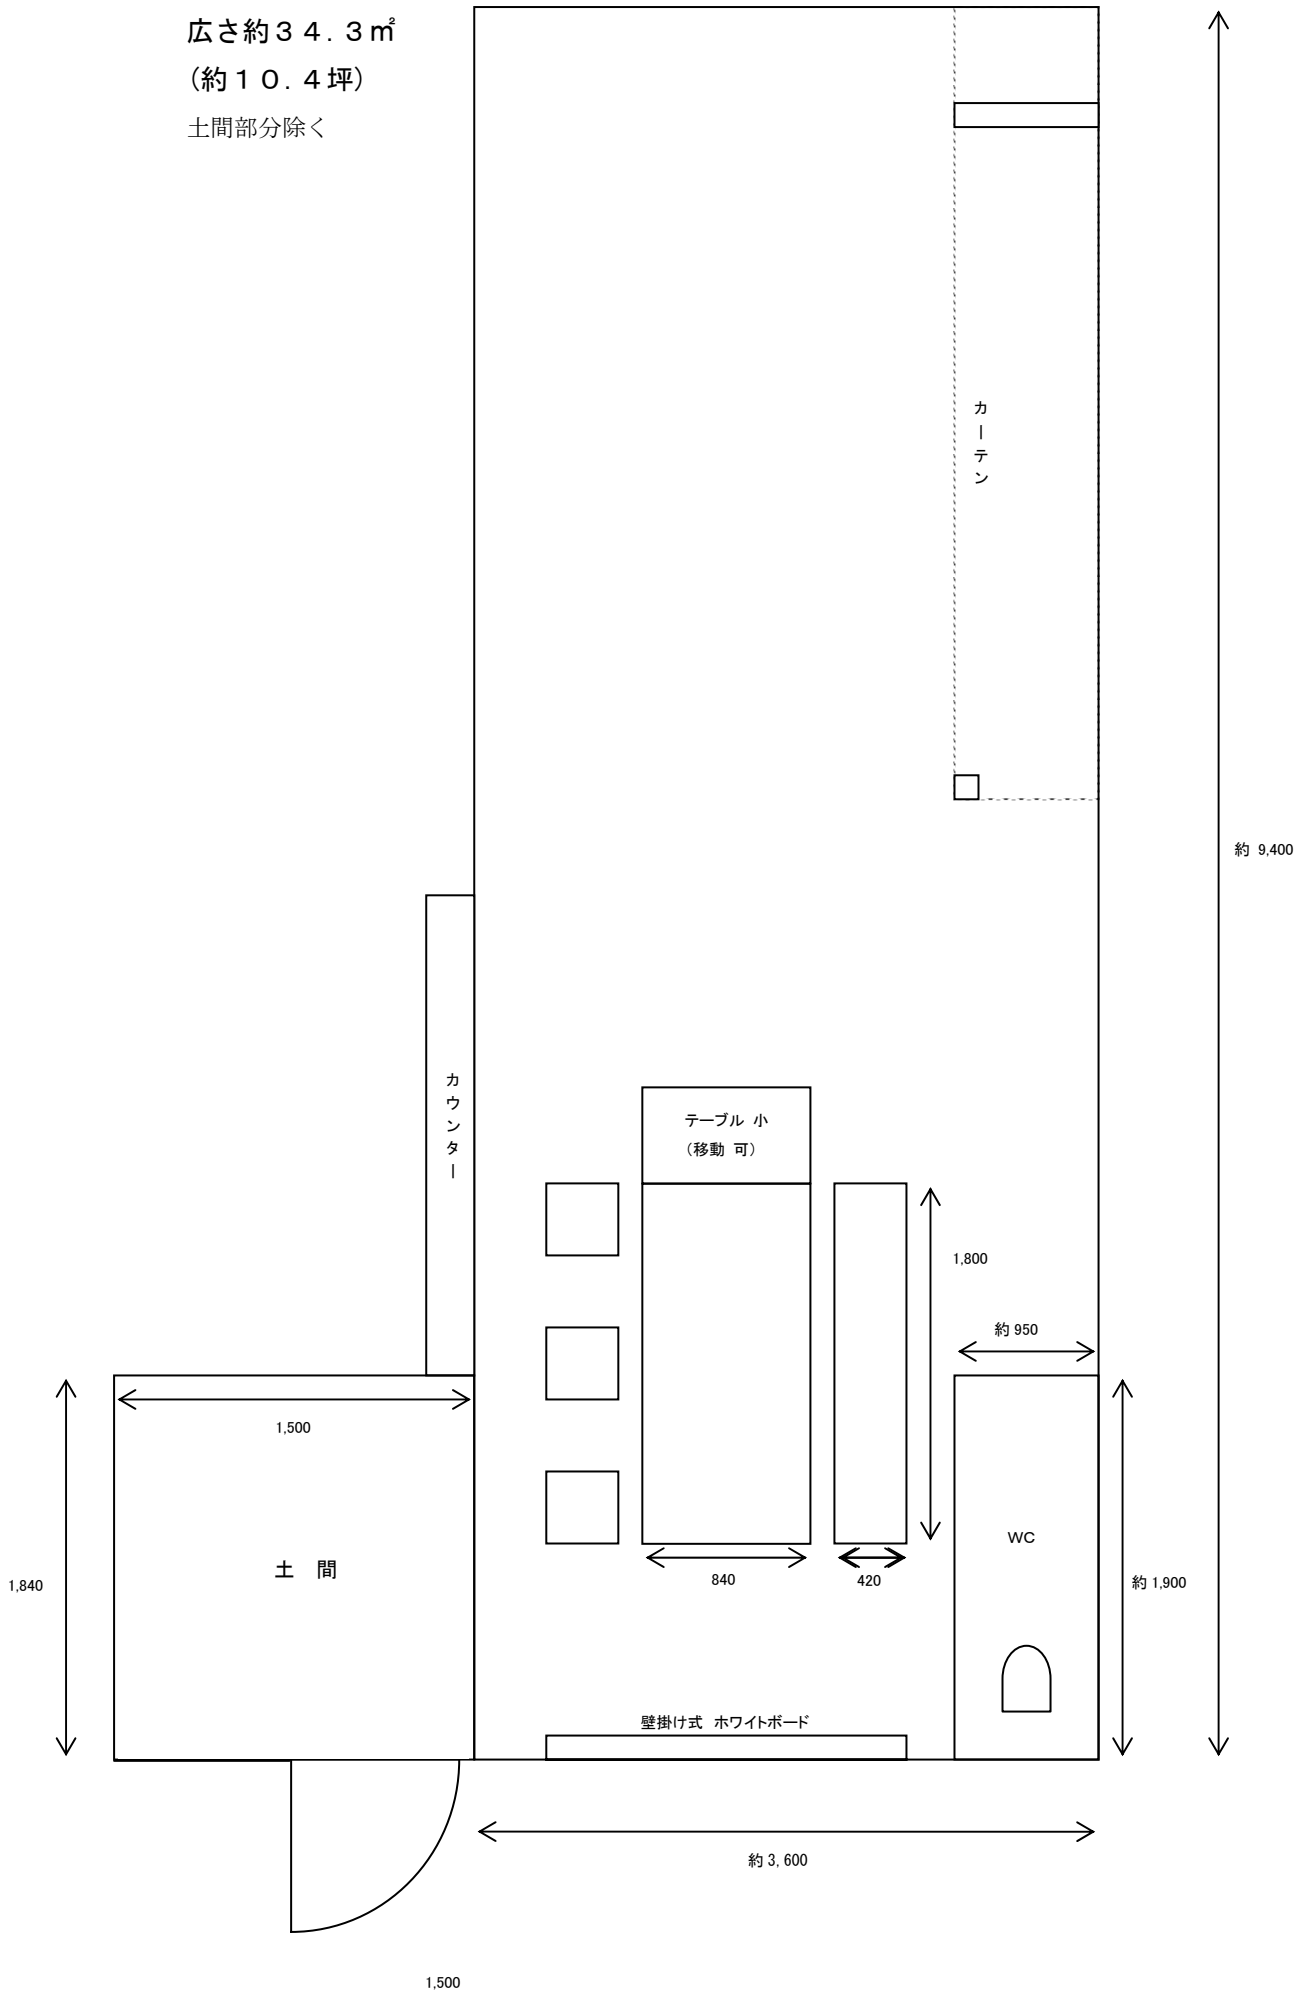 広さ約３４．３㎡
（約１０．４坪）
土間部分除く
カーテン
約 9,400
カウンター
テーブル 小
（移動 可）
1,800
約 950
1,500
WC
土 間
840
420
1,840
約 1,900
壁掛け式 ホワイトボード
約 3,600
1,500